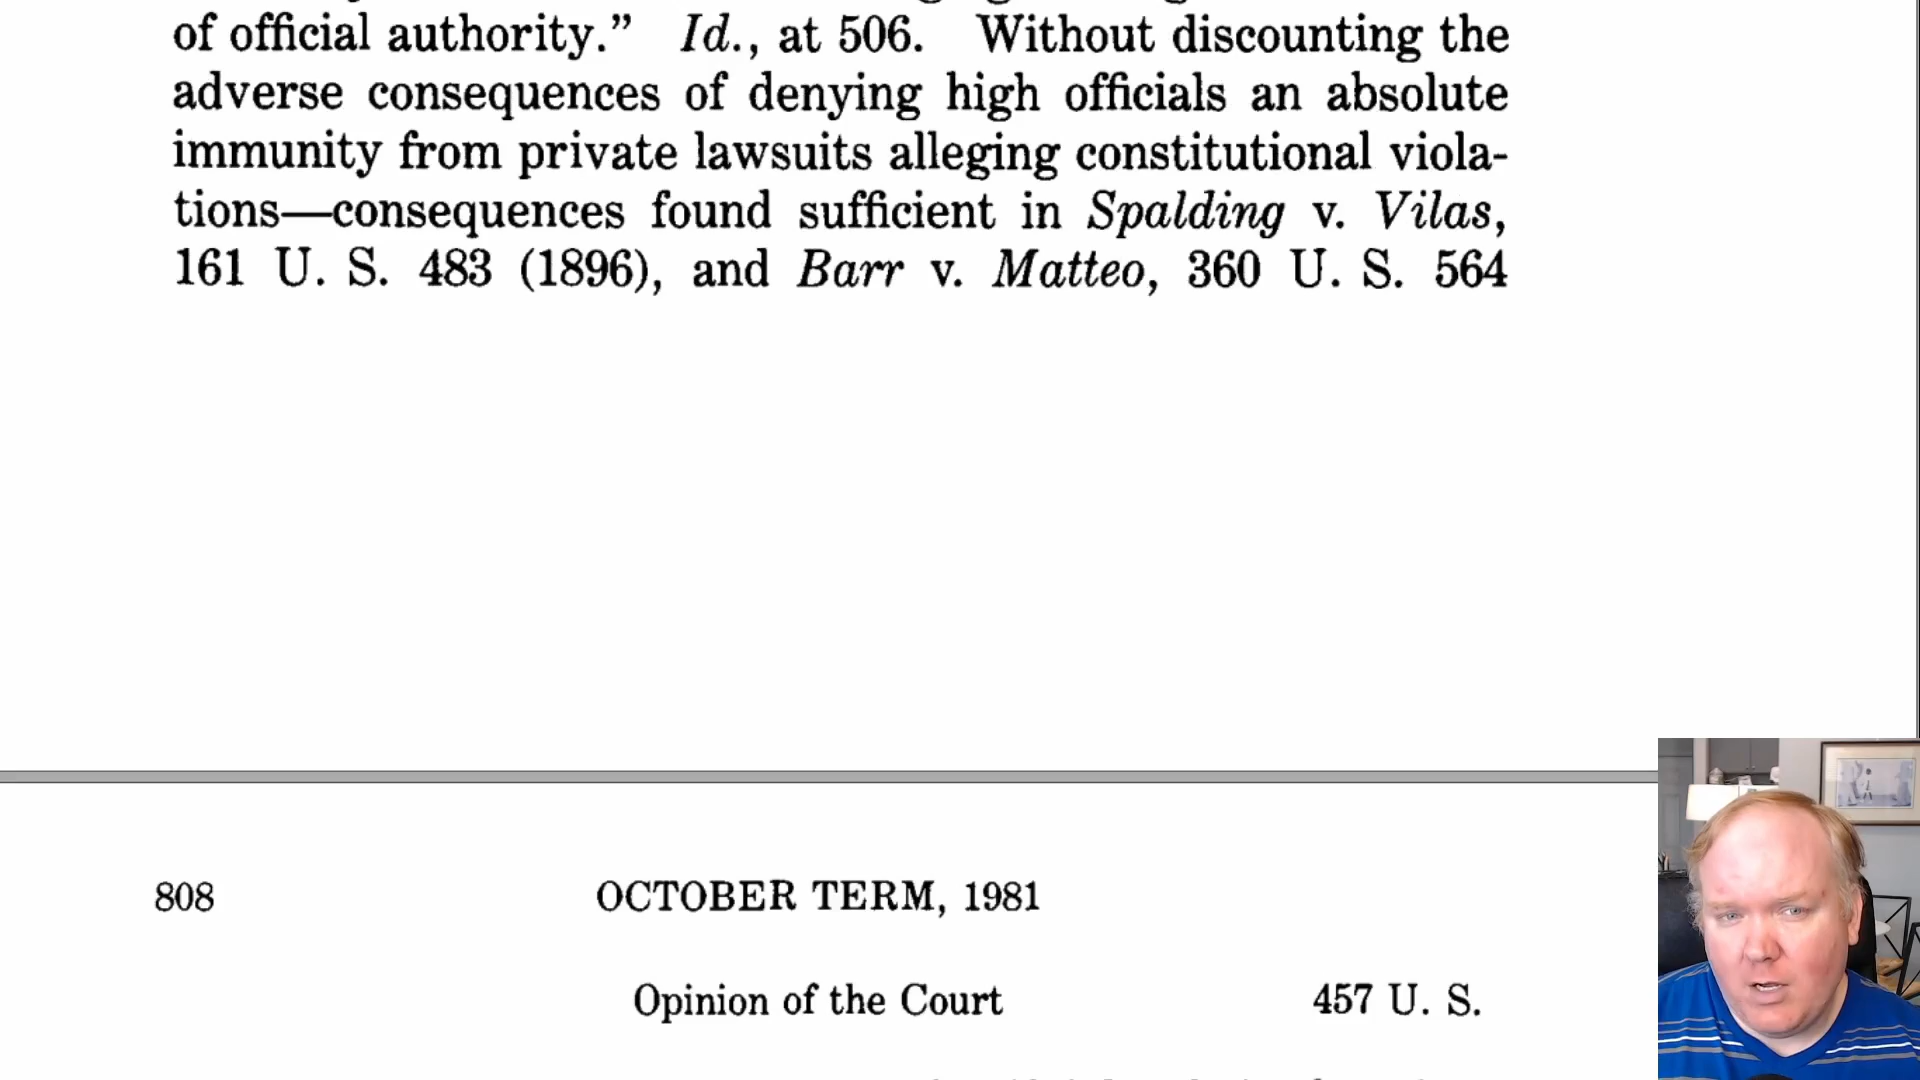 of official authority.” Id., at 506. Without discounting the
adverse consequences of denying high officials an absolute
immunity from private lawsuits alleging constitutional viola-
tions—consequences found sufficient in Spalding v. Vilas,
161 U. S. 483 (1896), and Barr v. Matteo, 360 U. S. 564
808 OCTOBER TERM, 1981
Opinion of the Court 457 U. S.